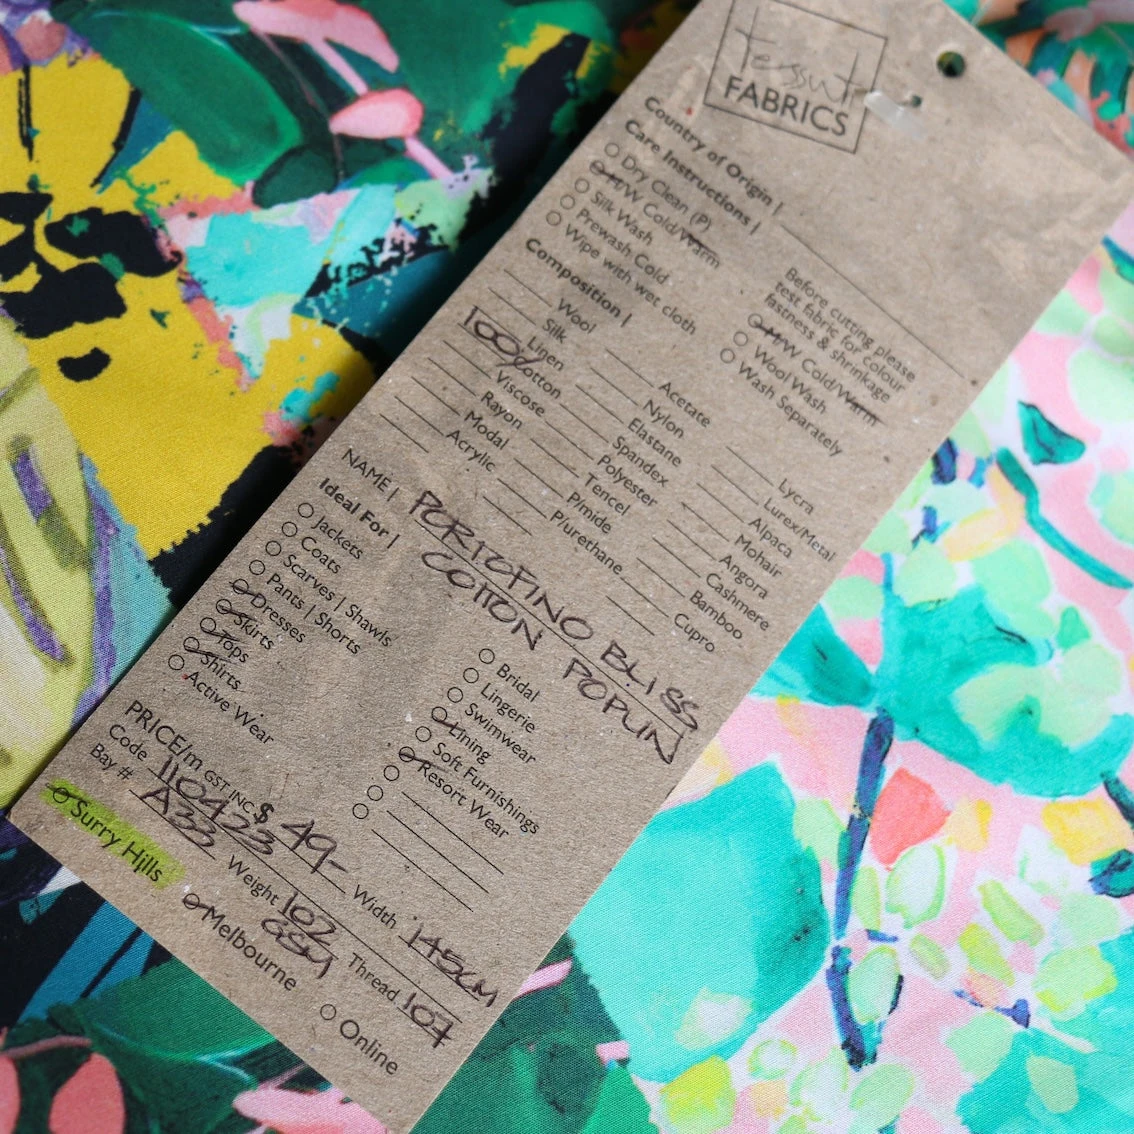 tessuti
FABRICS
Country of Origin |
Care Instructions |
Dry Clean (P)
H/W Cold/Warm
Silk Wash
Prewash Cold
Wipe with wet cloth
Before cutting please
test fabric for colour
fastness & shrinkage
M/W Cold/Warm
Wool Wash
Wash Separately
Composition |
Wool
Silk
Linen
100% Cotton
Viscose
Rayon
Modal
Acrylic
Acetate
Nylon
Elastane
Spandex
Polyester
Tencel
P/mide
P/urethane
Lycra
Lurex/Metal
Alpaca
Mohair
Angora
Cashmere
Bamboo
Cupro
NAME | PORTOFINO BLISS
COTTON POPLIN
Ideal For |
Jackets
Coats
Scarves | Shawls
Pants | Shorts
Dresses
Skirts
Tops
Shirts
Active Wear
Bridal
Lingerie
Swimwear
Lining
Soft Furnishings
Resort Wear
PRICE/m GST INC. $ 49-
Code 110423 Width 145cm
Bay # A33 Weight 102 GSM Thread 107
Surry Hills
Melbourne
Online